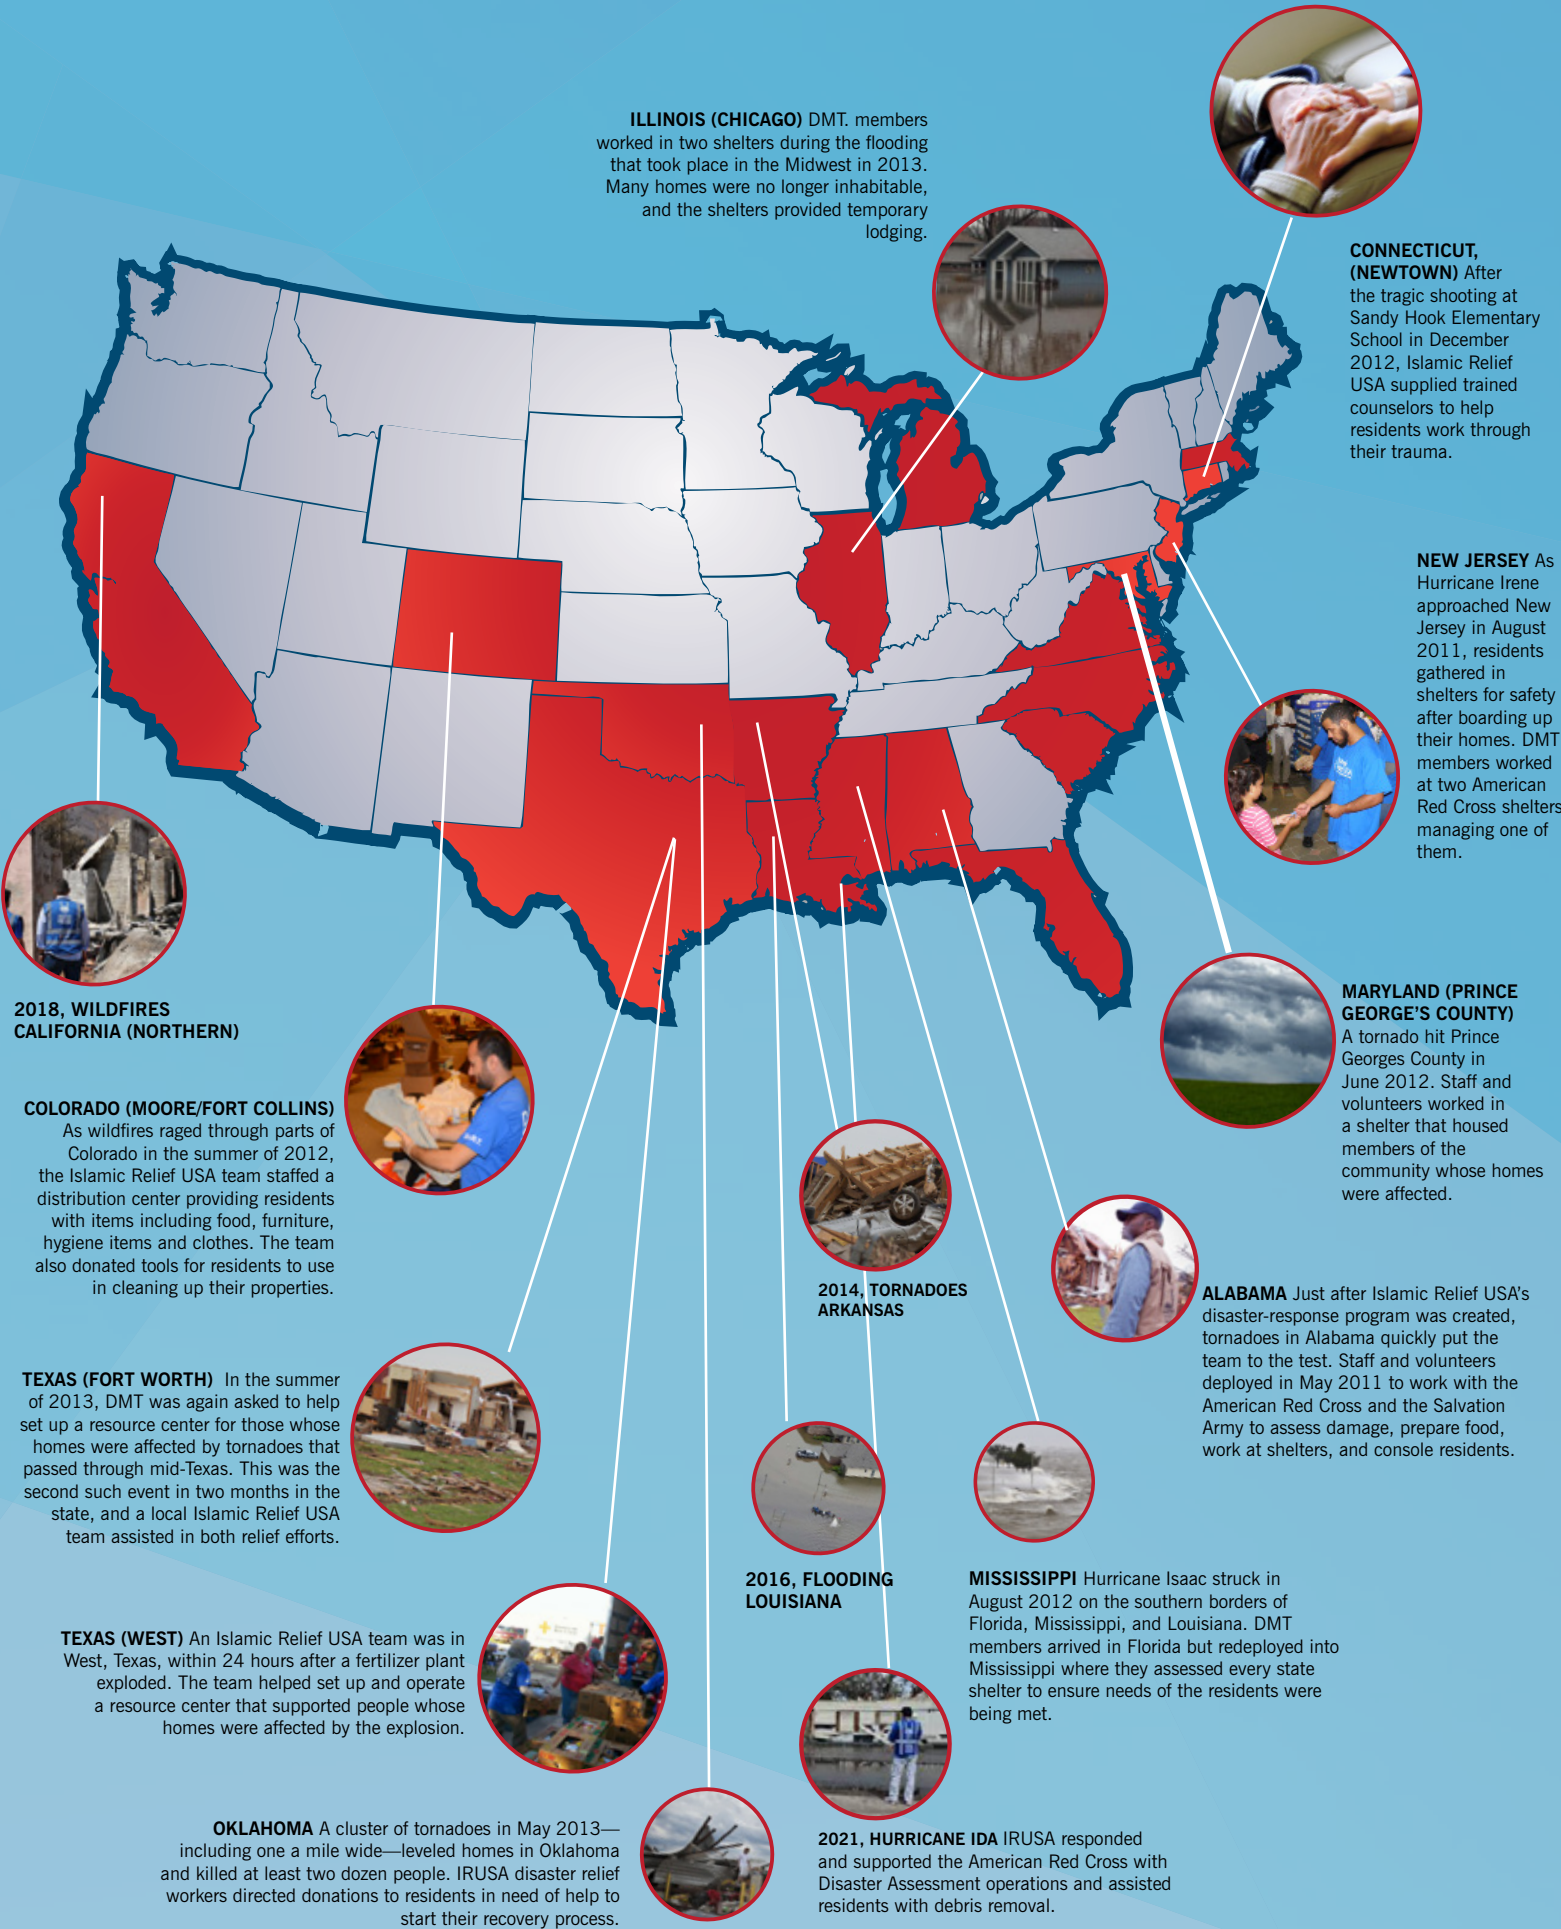 ILLINOIS (CHICAGO) DMT. members
worked in two shelters during the flooding
that took place in the Midwest in 2013.
Many homes were no longer inhabitable,
and the shelters provided temporary
lodging.
CONNECTICUT,
(NEWTOWN) After
the tragic shooting at
Sandy Hook Elementary
School in December
2012, Islamic Relief
USA supplied trained
counselors to help
residents work through
their trauma.
NEW JERSEY As
Hurricane Irene
approached New
Jersey in August
2011, residents
gathered in
shelters for safety
after boarding up
their homes. DMT
members worked
at two American
Red Cross shelters
managing one of
them.
2018, WILDFIRES
CALIFORNIA (NORTHERN)
MARYLAND (PRINCE
GEORGE'S COUNTY)
A tornado hit Prince
Georges County in
June 2012. Staff and
volunteers worked in
a shelter that housed
members of the
community whose homes
were affected.
COLORADO (MOORE/FORT COLLINS)
As wildfires raged through parts of
Colorado in the summer of 2012,
the Islamic Relief USA team staffed a
distribution center providing residents
with items including food, furniture,
hygiene items and clothes. The team
also donated tools for residents to use
in cleaning up their properties.
2014, TORNADOES
ARKANSAS
ALABAMA Just after Islamic Relief USA's
disaster-response program was created,
tornadoes in Alabama quickly put the
team to the test. Staff and volunteers
deployed in May 2011 to work with the
American Red Cross and the Salvation
Army to assess damage, prepare food,
work at shelters, and console residents.
TEXAS (FORT WORTH) In the summer
of 2013, DMT was again asked to help
set up a resource center for those whose
homes were affected by tornadoes that
passed through mid-Texas. This was the
second such event in two months in the
state, and a local Islamic Relief USA
team assisted in both relief efforts.
2016, FLOODING
LOUISIANA
MISSISSIPPI Hurricane Isaac struck in
August 2012 on the southern borders of
Florida, Mississippi, and Louisiana. DMT
members arrived in Florida but redeployed into
Mississippi where they assessed every state
shelter to ensure needs of the residents were
being met.
TEXAS (WEST) An Islamic Relief USA team was in
West, Texas, within 24 hours after a fertilizer plant
exploded. The team helped set up and operate
a resource center that supported people whose
homes were affected by the explosion.
OKLAHOMA A cluster of tornadoes in May 2013—
including one a mile wide—leveled homes in Oklahoma
and killed at least two dozen people. IRUSA disaster relief
workers directed donations to residents in need of help to
start their recovery process.
2021, HURRICANE IDA IRUSA responded
and supported the American Red Cross with
Disaster Assessment operations and assisted
residents with debris removal.